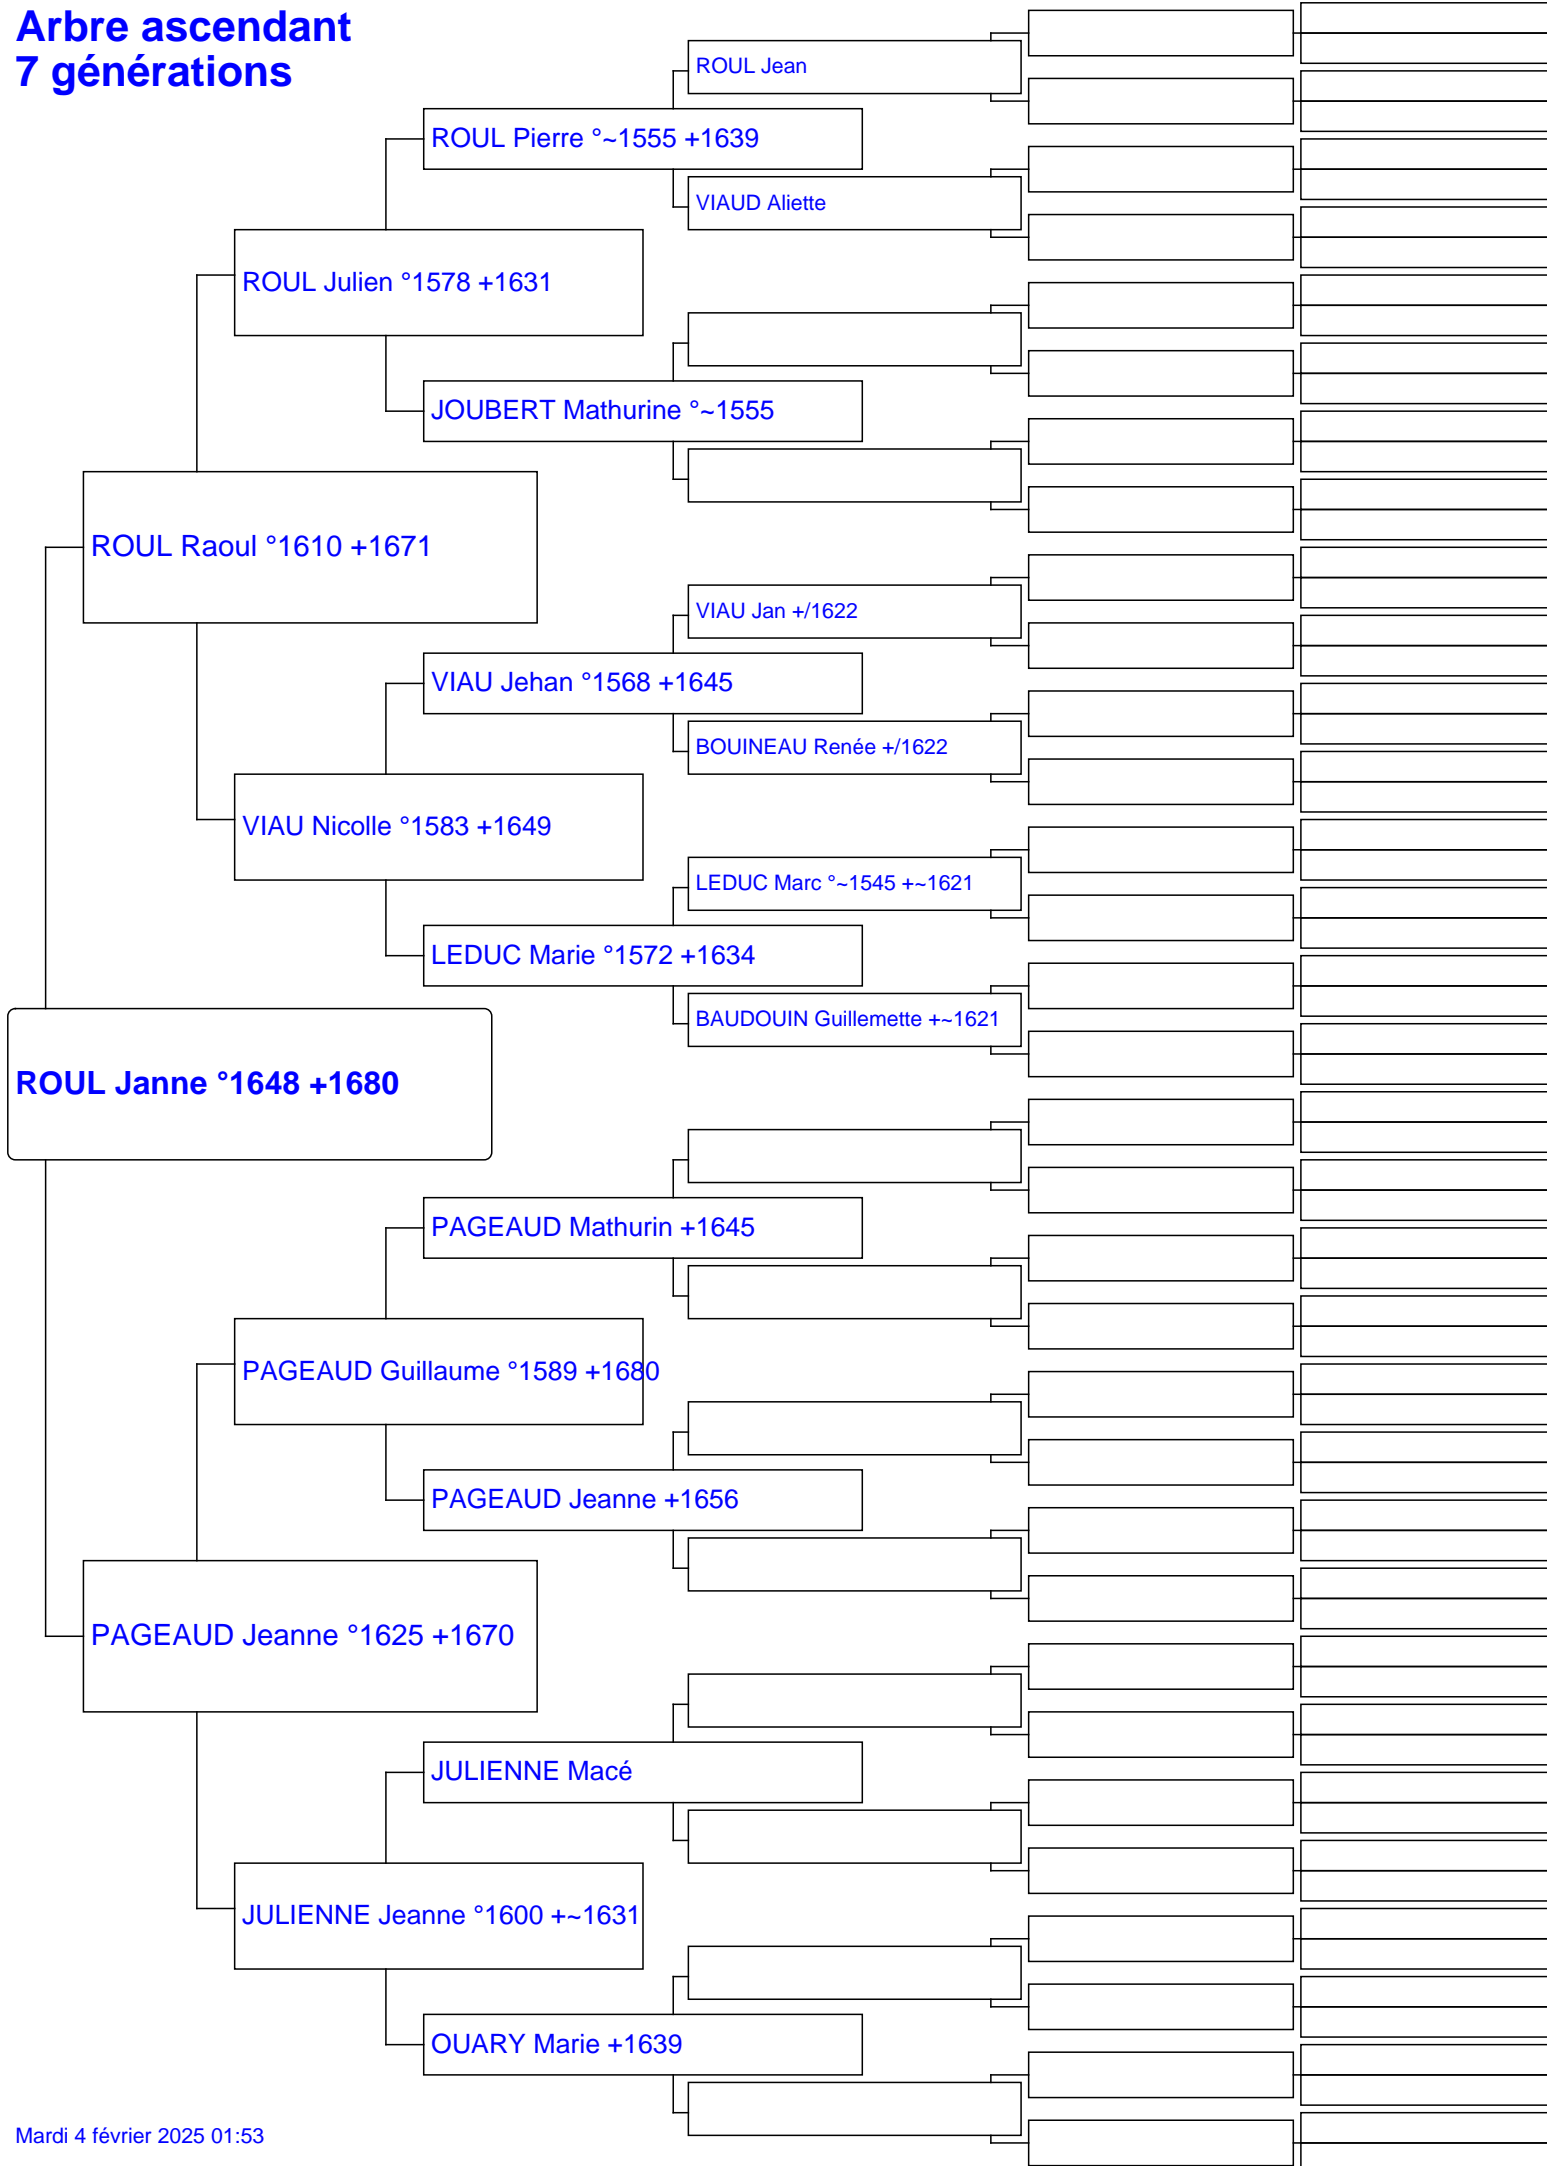 Arbre ascendant
7 générations
ROUL Jean
ROUL Pierre °~1555 +1639
VIAUD Aliette
ROUL Julien °1578 +1631
JOUBERT Mathurine °~1555
ROUL Raoul °1610 +1671
VIAU Jan +/1622
VIAU Jehan °1568 +1645
BOUINEAU Renée +/1622
VIAU Nicolle °1583 +1649
LEDUC Marc °~1545 +~1621
LEDUC Marie °1572 +1634
BAUDOUIN Guillemette +~1621
ROUL Janne °1648 +1680
PAGEAUD Mathurin +1645
PAGEAUD Guillaume °1589 +1680
PAGEAUD Jeanne +1656
PAGEAUD Jeanne °1625 +1670
JULIENNE Macé
JULIENNE Jeanne °1600 +~1631
OUARY Marie +1639
Mardi 4 février 2025 01:53